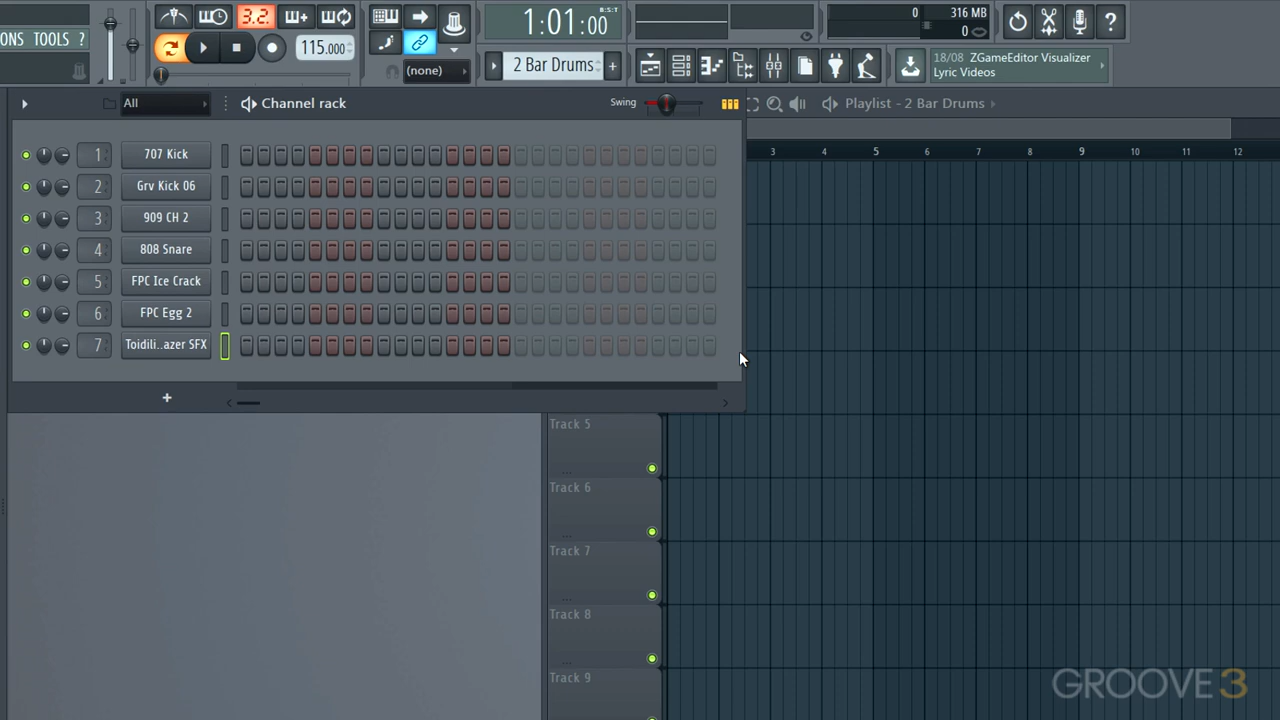 ONS TOOLS ?
3.2
115.000
1:01:00
B:S:T
(none)
2 Bar Drums
0
316 MB
0
18/08 ZGameEditor Visualizer
Lyric Videos
All
Channel rack
Swing
Playlist - 2 Bar Drums
3 4 5 6 7 8 9 10 11 12
1 707 Kick
2 Grv Kick 06
3 909 CH 2
4 808 Snare
5 FPC Ice Crack
6 FPC Egg 2
7 Toidili..azer SFX
Track 5
Track 6
Track 7
Track 8
Track 9
GROOVE 3